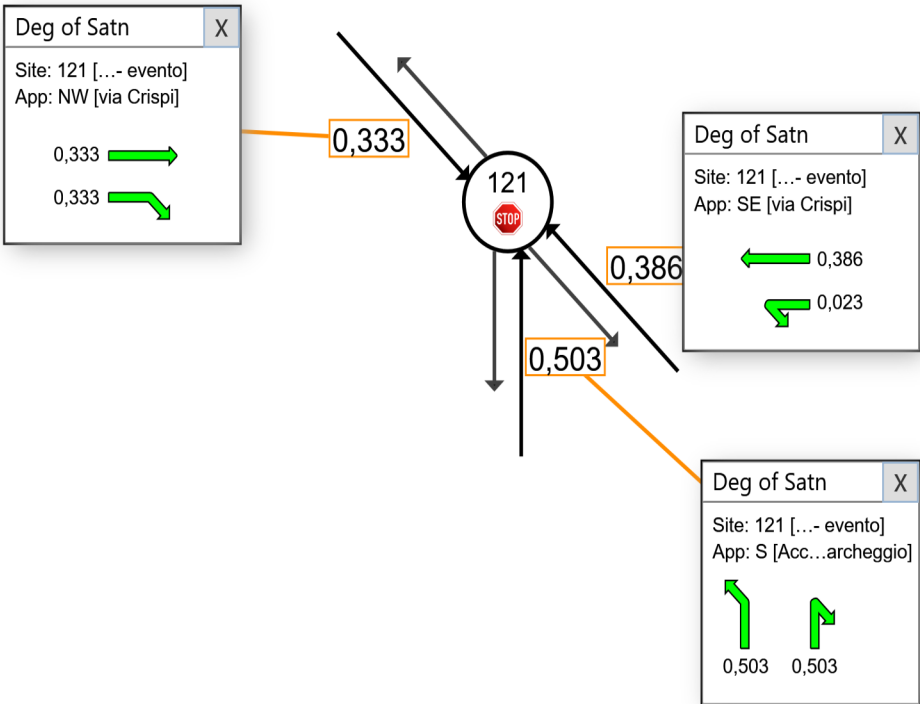 Deg of Satn X
Site: 121 […- evento]
App: NW [via Crispi]
0,333
0,333
0,333
121
STOP
Deg of Satn X
Site: 121 […- evento]
App: SE [via Crispi]
0,386
0,023
0,386
0,503
Deg of Satn X
Site: 121 […- evento]
App: S [Acc…archeggio]
0,503 0,503